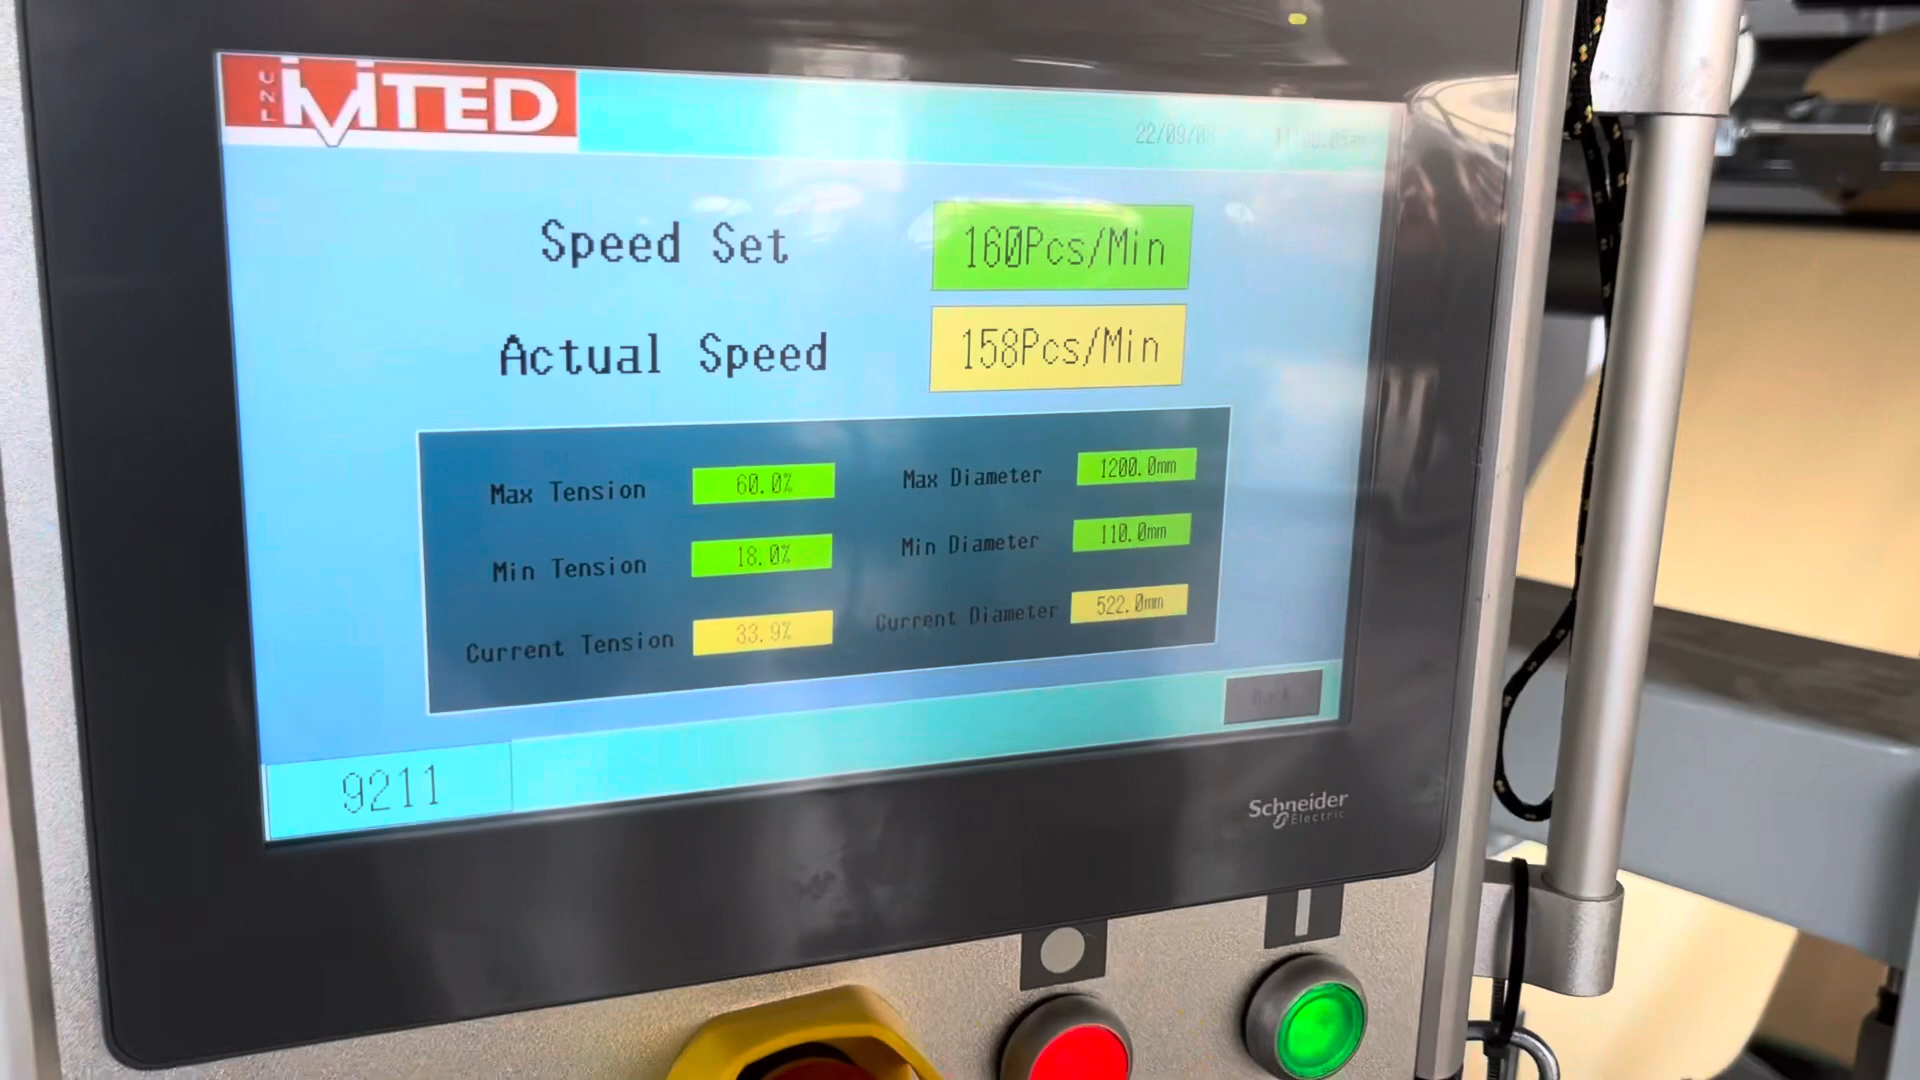 UNLIMITED
22/09/08
Speed Set 160Pcs/Min
Actual Speed 158Pcs/Min
Max Tension 60.0% Max Diameter 1200.0mm
Min Tension 18.0% Min Diameter 110.0mm
Current Tension 33.9% Current Diameter 522.0mm
Back
9211
Schneider
Electric